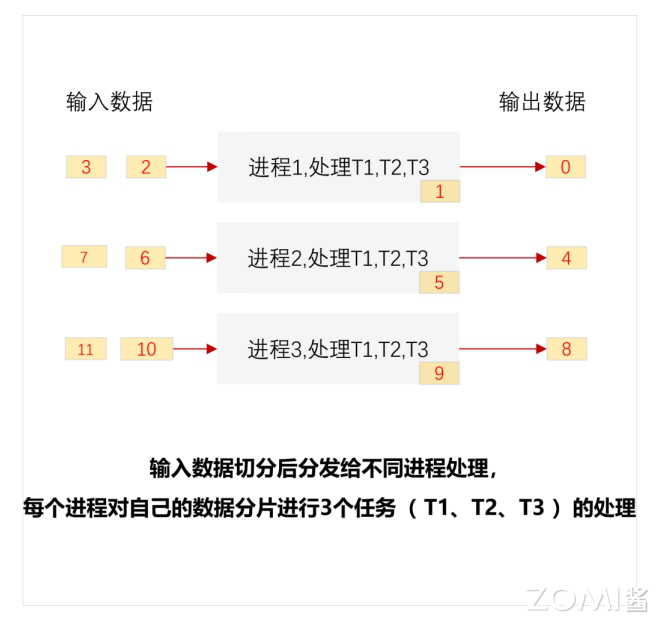 输入数据 输出数据
3 2 进程1,处理T1,T2,T3 0
1
7 6 进程2,处理T1,T2,T3 4
5
11 10 进程3,处理T1,T2,T3 8
9
输入数据切分后分发给不同进程处理，
每个进程对自己的数据分片进行3个任务（T1、T2、T3）的处理
ZOMI酱